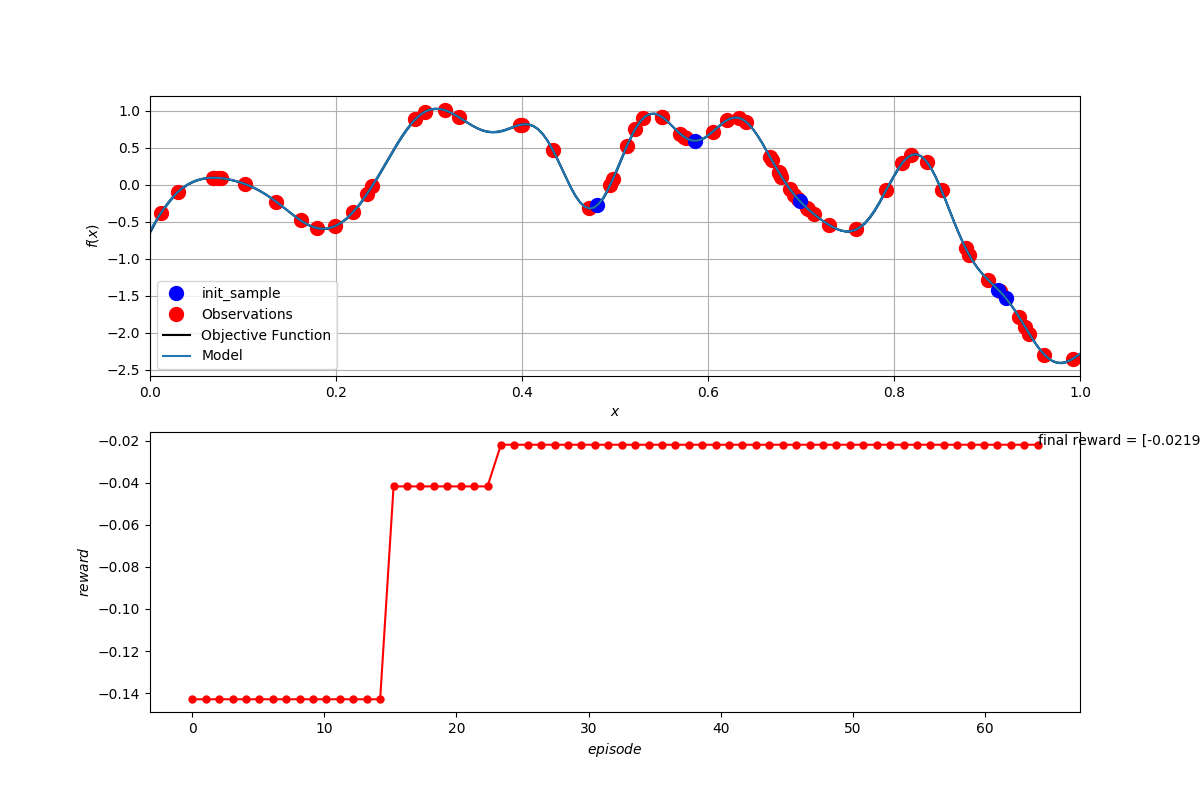 1.0
0.5
0.0
−0.5
−1.0
−1.5
−2.0
−2.5
f(x)
init_sample
Observations
Objective Function
Model
0.0 0.2 0.4 0.6 0.8 1.0
x
final reward = [-0.0219
−0.02
−0.04
−0.06
−0.08
−0.10
−0.12
−0.14
reward
0 10 20 30 40 50 60
episode